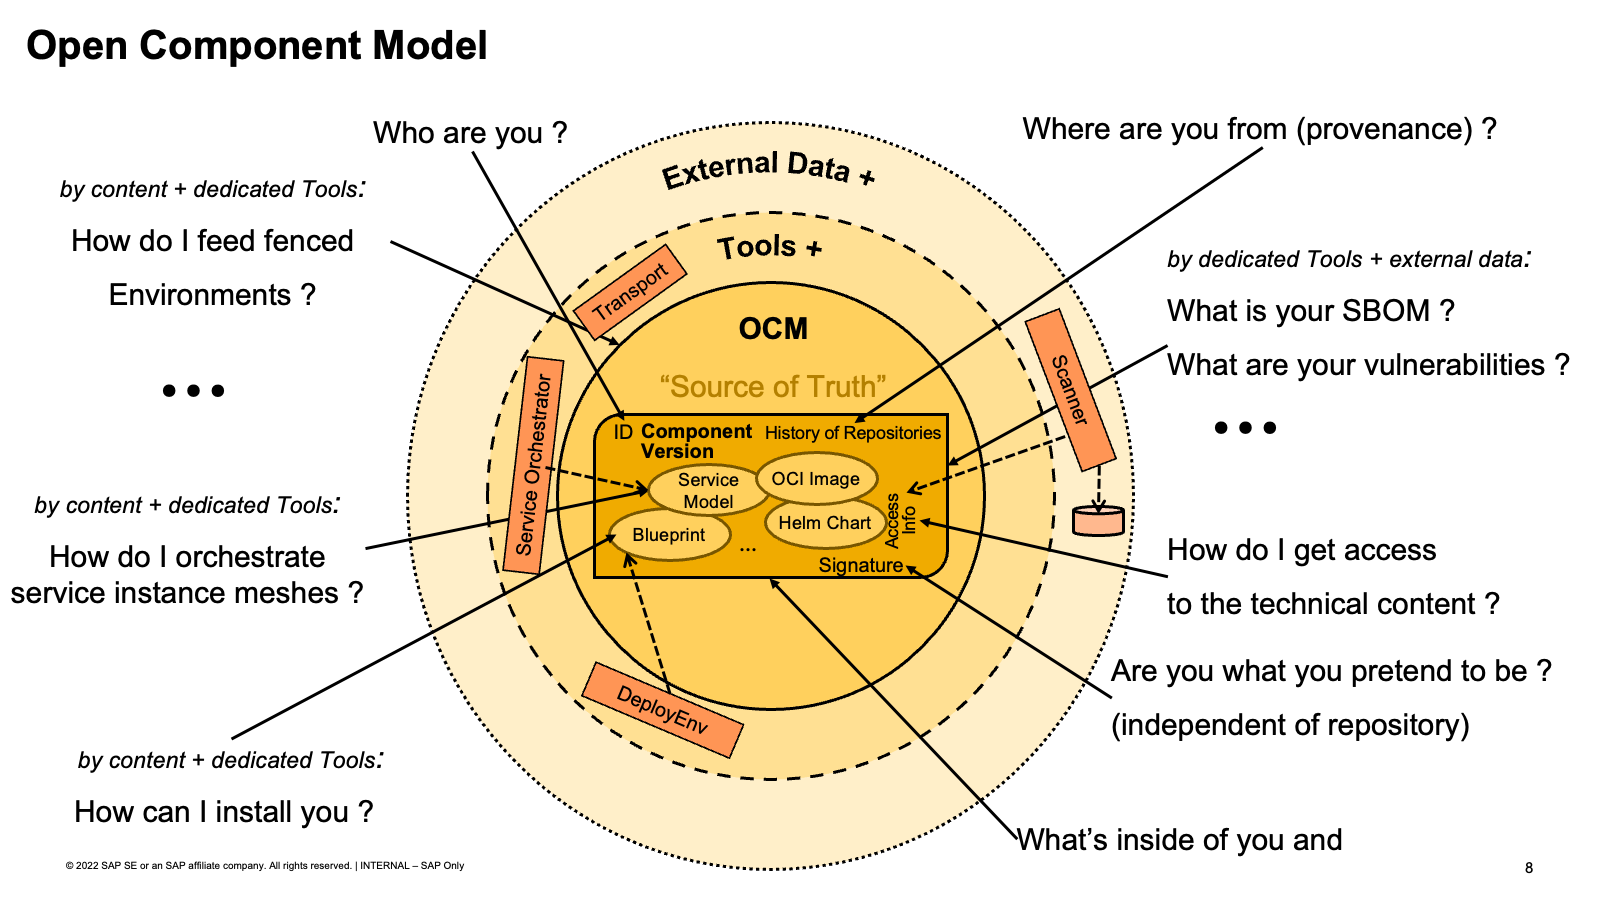 Open Component Model
Who are you ?
Where are you from (provenance) ?
External Data +
by content + dedicated Tools:
How do I feed fenced
Environments ?
Tools +
Transport
by dedicated Tools + external data:
What is your SBOM ?
What are your vulnerabilities ?
OCM
“Source of Truth”
Scanner
•••
•••
Service Orchestrator
ID
Component
Version
History of Repositories
Service
Model
OCI Image
Blueprint
Helm Chart
...
Access
Info
Signature
by content + dedicated Tools:
How do I orchestrate
service instance meshes ?
How do I get access
to the technical content ?
Are you what you pretend to be ?
(independent of repository)
DeployEnv
by content + dedicated Tools:
How can I install you ?
What’s inside of you and
© 2022 SAP SE or an SAP affiliate company. All rights reserved. | INTERNAL – SAP Only
8